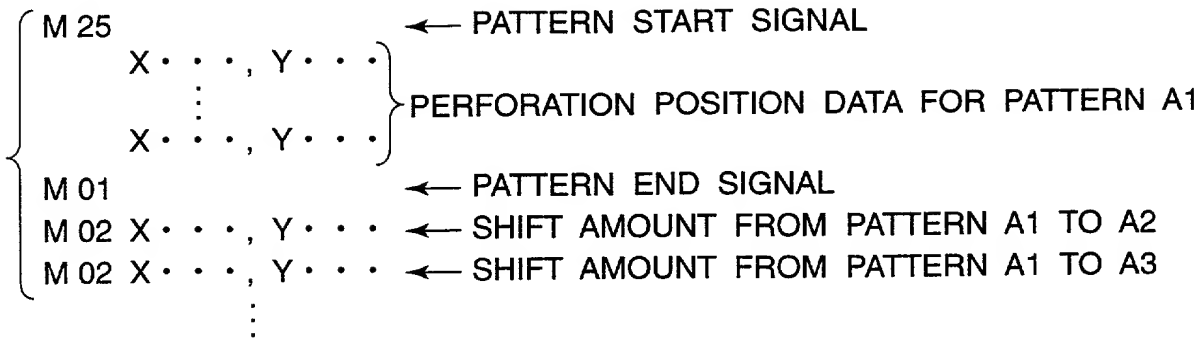 M 25 ← PATTERN START SIGNAL
X・・・, Y・・・
⋮ PERFORATION POSITION DATA FOR PATTERN A1
X・・・, Y・・・
M 01 ← PATTERN END SIGNAL
M 02 X・・・, Y・・・ ← SHIFT AMOUNT FROM PATTERN A1 TO A2
M 02 X・・・, Y・・・ ← SHIFT AMOUNT FROM PATTERN A1 TO A3
⋮